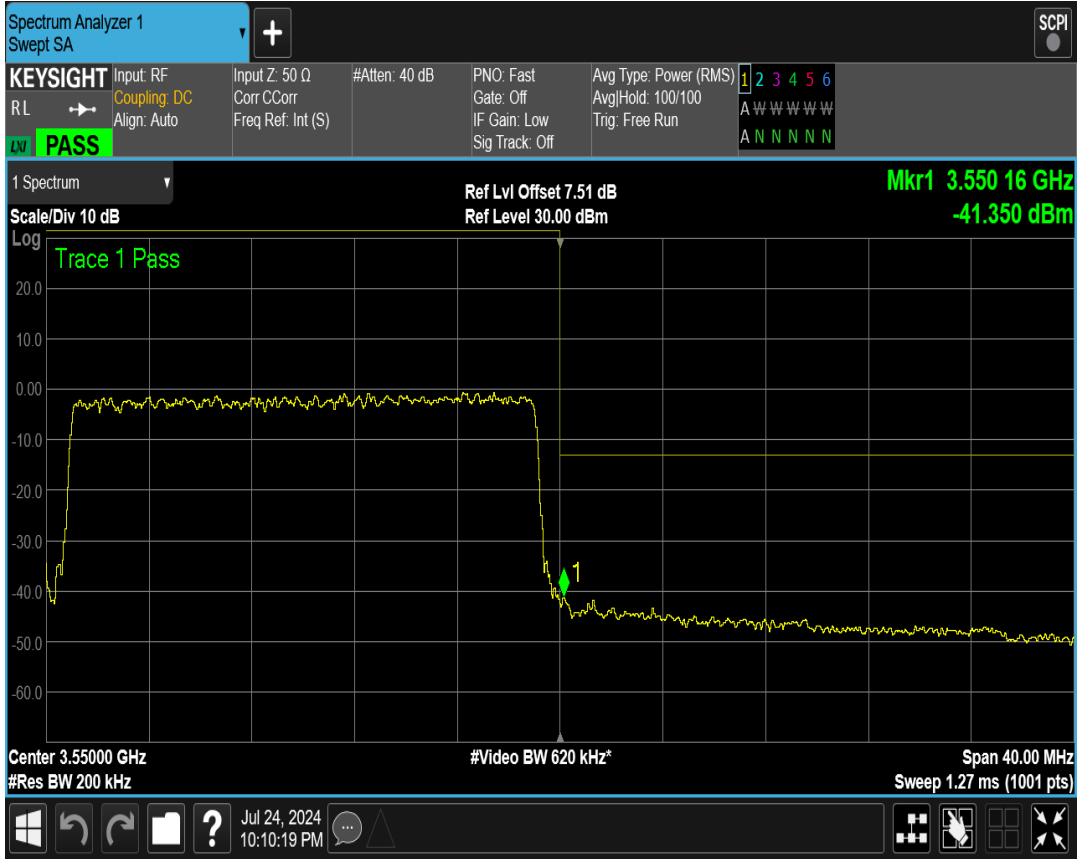 Spectrum Analyzer 1
Swept SA
+
SCPI
KEYSIGHT
RL
LXI PASS
Input: RF
Coupling: DC
Align: Auto
Input Z: 50 Ω
Corr CCorr
Freq Ref: Int (S)
#Atten: 40 dB
PNO: Fast
Gate: Off
IF Gain: Low
Sig Track: Off
Avg Type: Power (RMS)
Avg|Hold: 100/100
Trig: Free Run
1 2 3 4 5 6
A W W W W W
A N N N N N
1 Spectrum
Scale/Div 10 dB
Ref Lvl Offset 7.51 dB
Ref Level 30.00 dBm
Mkr1 3.550 16 GHz
-41.350 dBm
Log
Trace 1 Pass
20.0
10.0
0.00
-10.0
-20.0
-30.0
1
-40.0
-50.0
-60.0
Center 3.55000 GHz
#Video BW 620 kHz*
Span 40.00 MHz
#Res BW 200 kHz
Sweep 1.27 ms (1001 pts)
?
Jul 24, 2024
10:10:19 PM